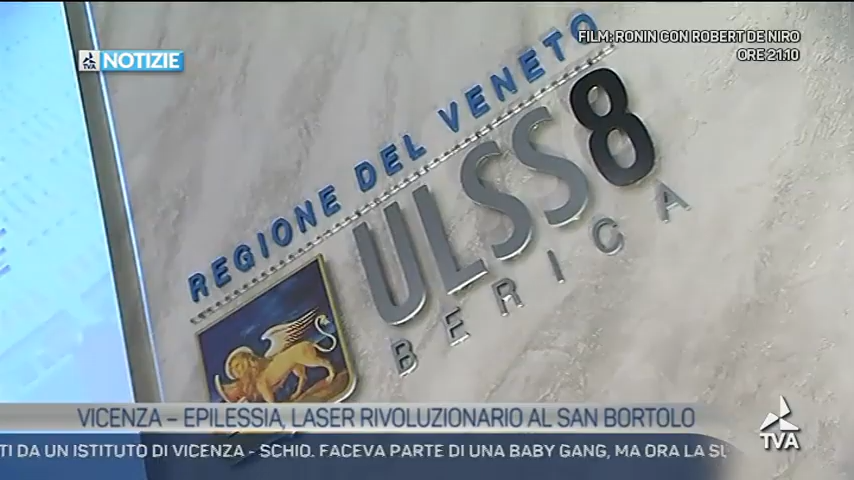 FILM: RONIN CON ROBERT DE NIRO
ORE 21.10
TVA NOTIZIE
REGIONE DEL VENETO
ULSS8
BERICA
VICENZA – EPILESSIA, LASER RIVOLUZIONARIO AL SAN BORTOLO
TI DA UN ISTITUTO DI VICENZA - SCHIO. FACEVA PARTE DI UNA BABY GANG, MA ORA LA
TVA